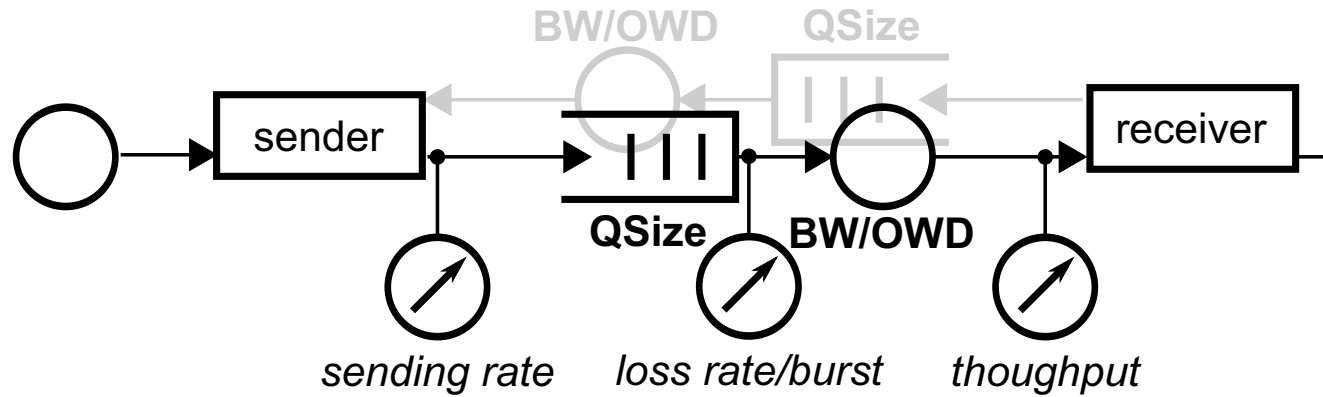 BW/OWD
QSize
sender
receiver
QSize
BW/OWD
sending rate
loss rate/burst
thoughput